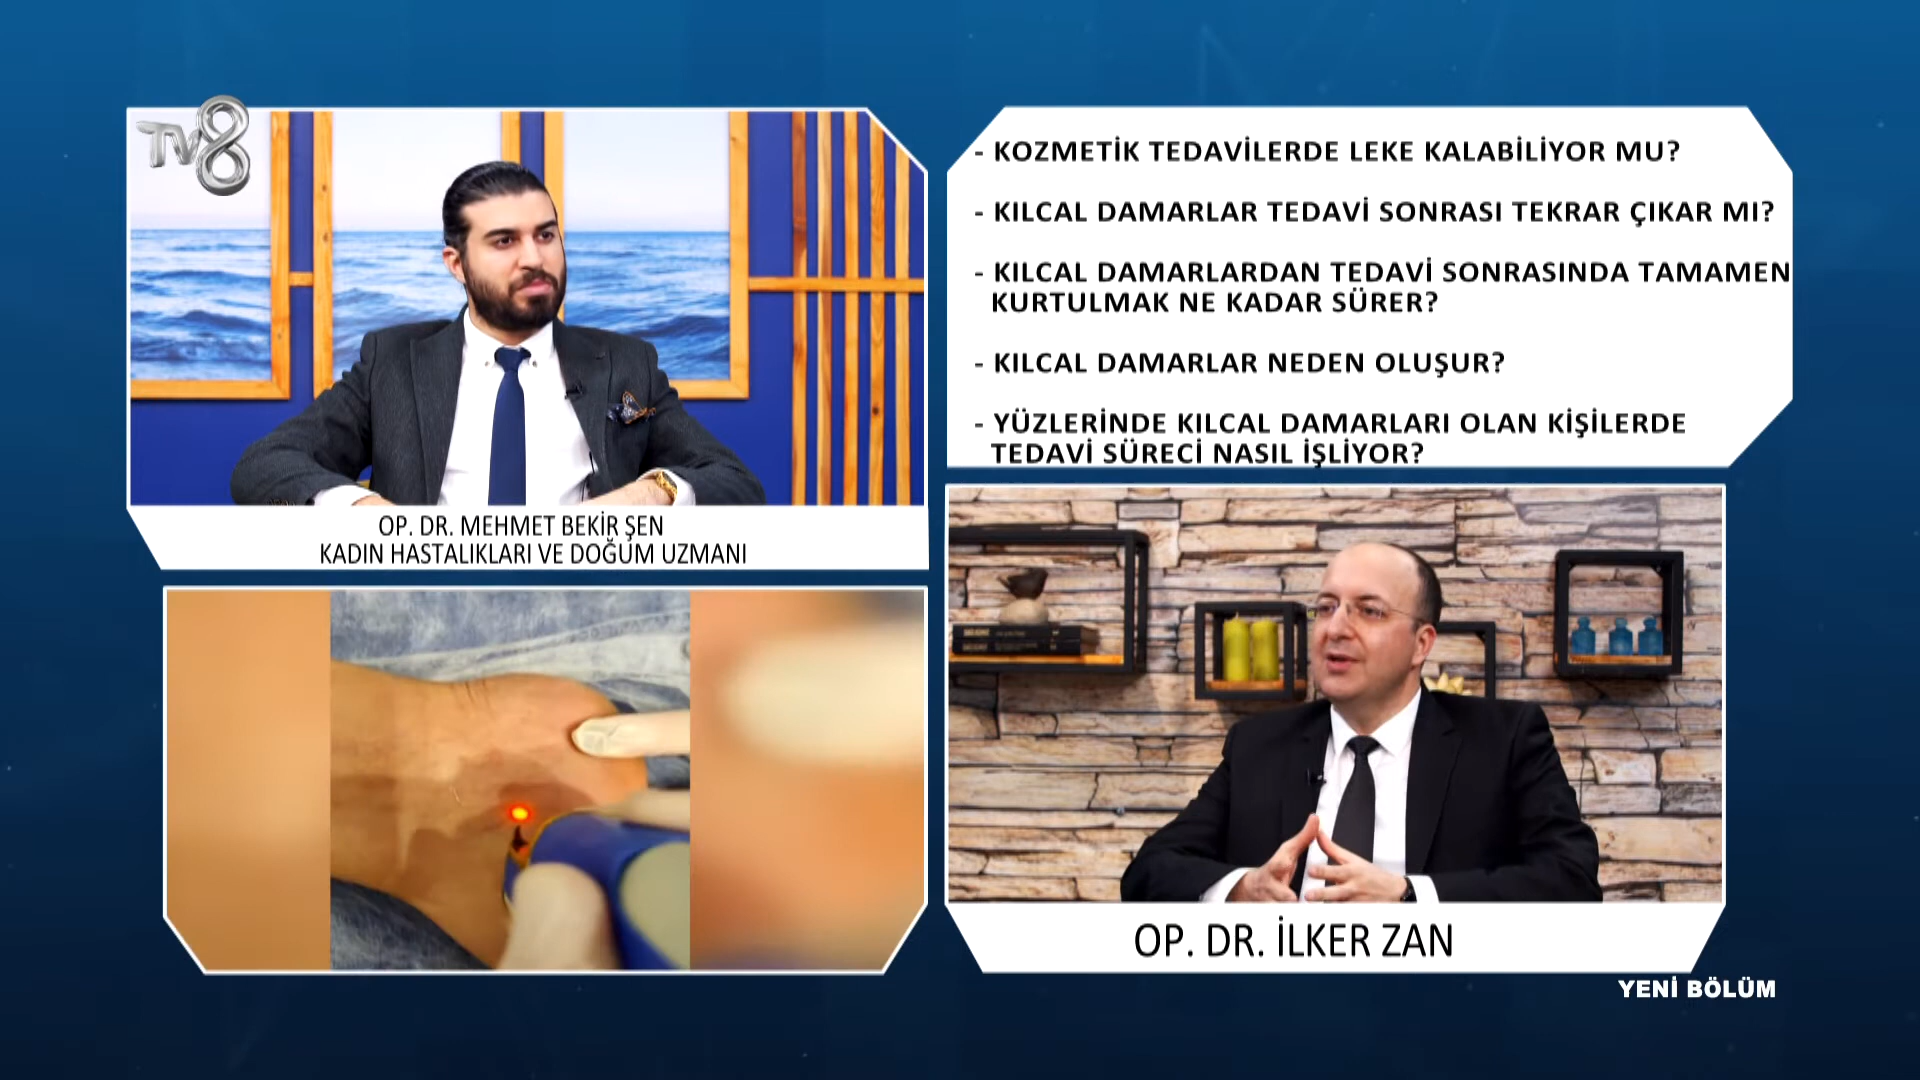 TV8
- KOZMETİK TEDAVİLERDE LEKE KALABİLİYOR MU?
- KILCAL DAMARLAR TEDAVİ SONRASI TEKRAR ÇIKAR MI?
- KILCAL DAMARLARDAN TEDAVİ SONRASINDA TAMAMEN
KURTULMAK NE KADAR SÜRER?
- KILCAL DAMARLAR NEDEN OLUŞUR?
- YÜZLERİNDE KILCAL DAMARLARI OLAN KİŞİLERDE
TEDAVİ SÜRECİ NASIL İŞLİYOR?
OP. DR. MEHMET BEKİR ŞEN
KADIN HASTALIKLARI VE DOĞUM UZMANI
OP. DR. İLKER ZAN
YENİ BÖLÜM